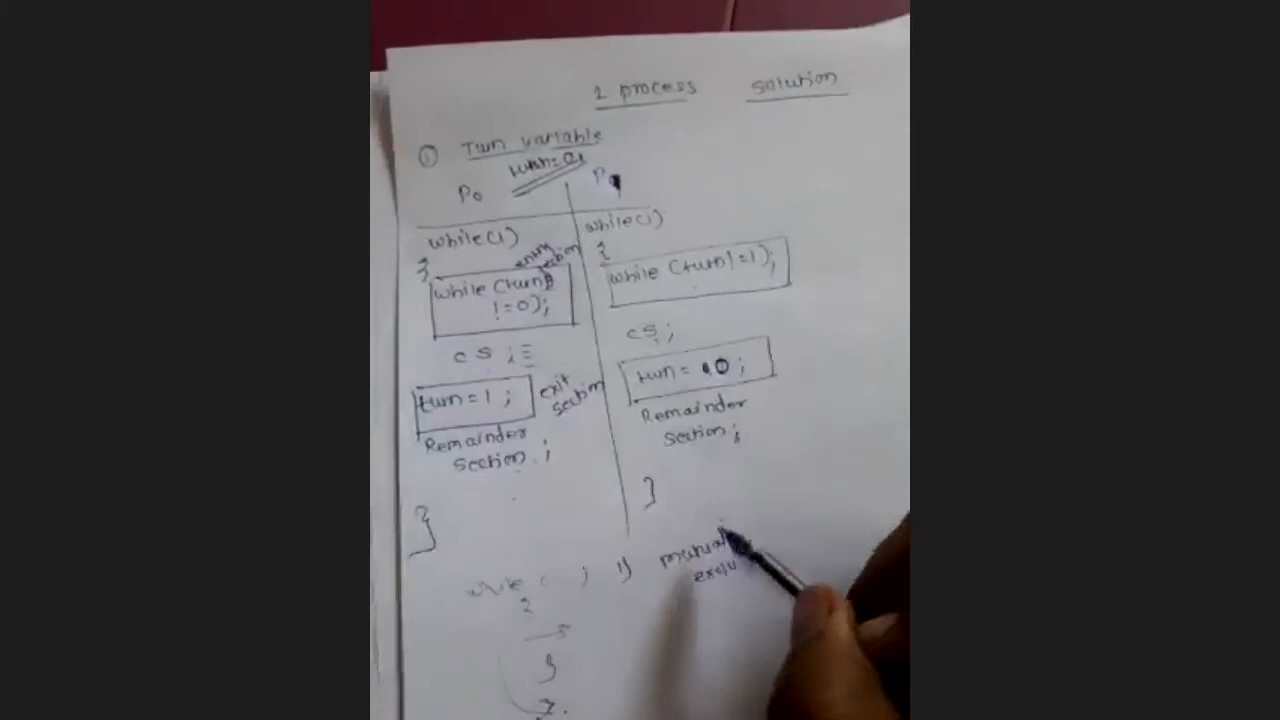 2 process solution
① Turn variable
turn = 0
P0
while(1)
{
entry section
while (turn
!=0);
cs ;
turn = 1 ;
exit section
Remainder
section ;
}
while(1)
{
while (turn!=1);
cs ;
turn = 0 ;
Remainder
section ;
}
while ( ) ;
{
}
1) mutual
exclu